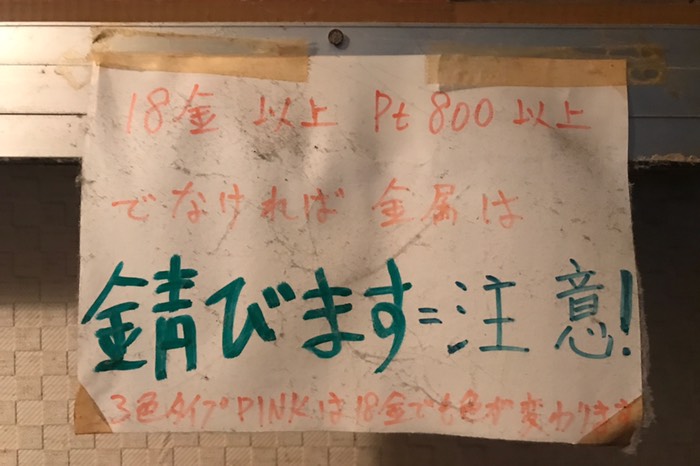 18金 以上 Pt 800 以上
でなければ 金属は
錆びます=注意!
3色タイプPINKは18金でも色が変わります